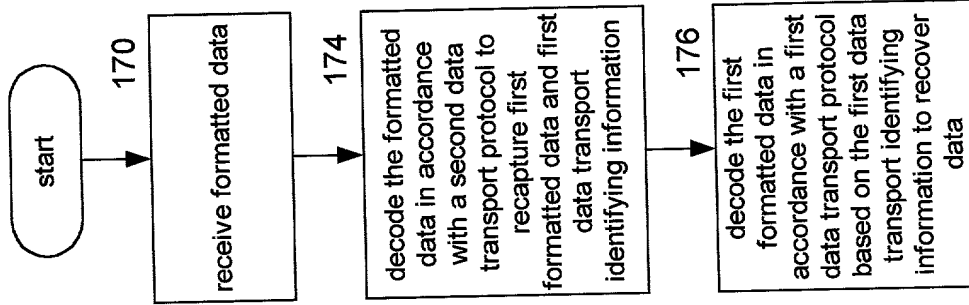 start
170
receive formatted data
174
decode the formatted
data in accordance
with a second data
transport protocol to
recapture first
formatted data and first
data transport
identifying information
176
decode the first
formatted data in
accordance with a first
data transport protocol
based on the first data
transport identifying
information to recover
data